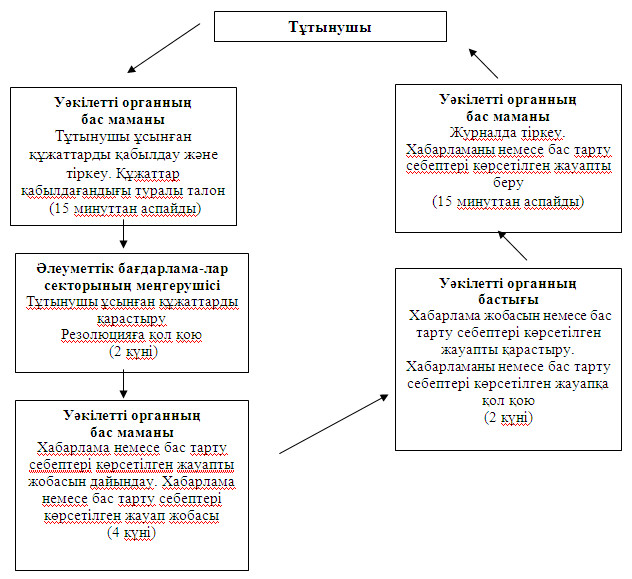 Тұтынушы
Уәкілетті органның
бас маманы
Тұтынушы ұсынған
құжаттарды қабылдау және
тіркеу. Құжаттар
қабылдағандығы туралы талон
(15 минуттан аспайды)
Әлеуметтік бағдарлама-лар
секторының меңгерушісі
Тұтынушы ұсынған құжаттарды
қарастыру
Резолюцияға қол қою
(2 күні)
Уәкілетті органның
бас маманы
Хабарлама немесе бас тарту
себептері көрсетілген жауапты
жобасын дайындау. Хабарлама
немесе бас тарту себептері
көрсетілген жауап жобасы
(4 күні)
Уәкілетті органның
бас маманы
Журналда тіркеу.
Хабарламаны немесе бас тарту
себептері көрсетілген жауапты
беру
(15 минуттан аспайды)
Уәкілетті органның
бастығы
Хабарлама жобасын немесе бас
тарту себептері көрсетілген
жауапты қарастыру.
Хабарламаны немесе бас тарту
себептері көрсетілген жауапқа
қол қою
(2 күні)